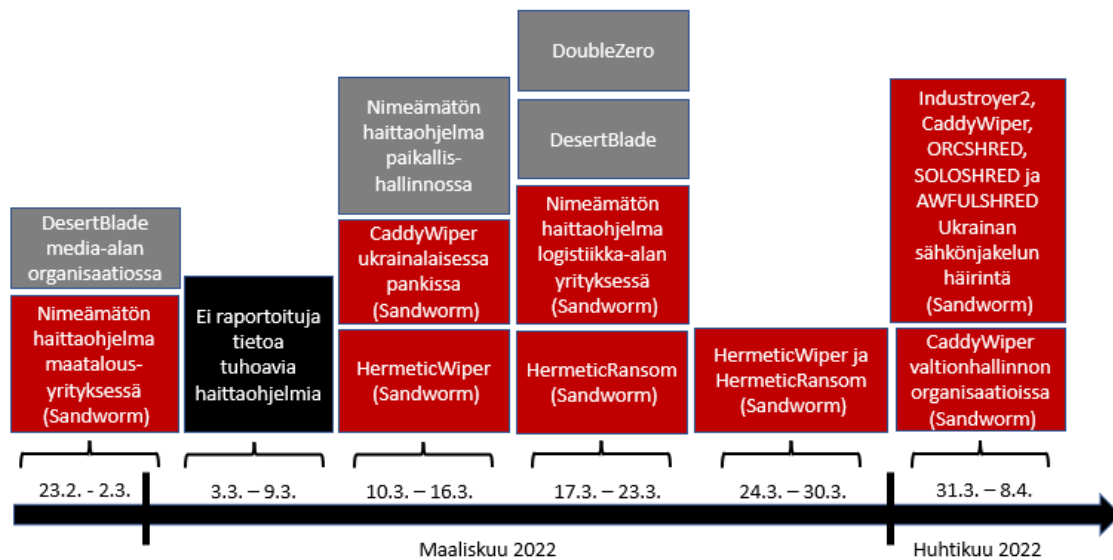 DesertBlade
media-alan
organisaatiossa
Nimeämätön
haittaohjelma
maatalous-
yrityksessä
(Sandworm)
Ei raportoituja
tietoa
tuhoavia
haittaohjelmia
Nimeämätön
haittaohjelma
paikallis-
hallinnossa
CaddyWiper
ukrainalaisessa
pankissa
(Sandworm)
HermeticWiper
(Sandworm)
DoubleZero
DesertBlade
Nimeämätön
haittaohjelma
logistiikka-alan
yrityksessä
(Sandworm)
HermeticRansom
(Sandworm)
HermeticWiper ja
HermeticRansom
(Sandworm)
Industroyer2,
CaddyWiper,
ORCSHRED,
SOLOSHRED ja
AWFULSHRED
Ukrainan
sähkönjakelun
häirintä
(Sandworm)
CaddyWiper
valtionhallinnon
organisaatioissa
(Sandworm)
23.2. - 2.3.
3.3. – 9.3.
10.3. – 16.3.
17.3. – 23.3.
24.3. – 30.3.
31.3. – 8.4.
Maaliskuu 2022
Huhtikuu 2022